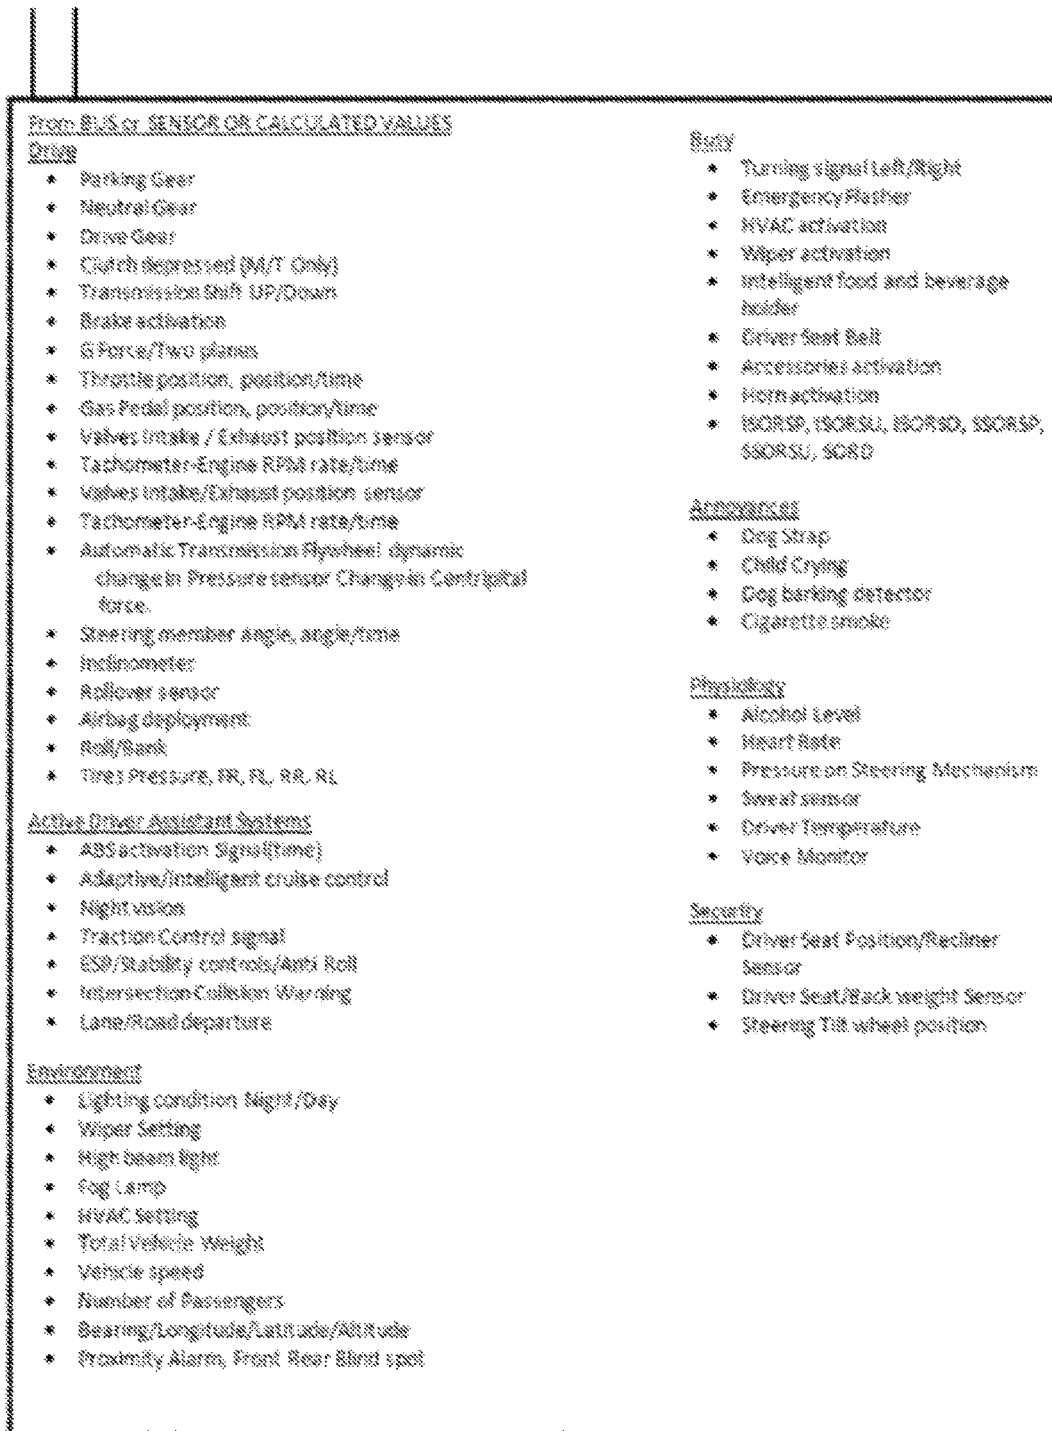 From BUS or SENSOR OR CALCULATED VALUES
Drive
• Parking Gear
• Neutral Gear
• Drive Gear
• Clutch depressed (M/T Only)
• Transmission Shift UP/Down
• Brake activation
• G Force/Two planes
• Throttle position, position/time
• Gas Pedal position, position/time
• Valves Intake / Exhaust position sensor
• Tachometer-Engine RPM rate/time
• Valves Intake/Exhaust position sensor
• Tachometer-Engine RPM rate/time
• Automatic Transmission Flywheel dynamic
change in Pressure sensor Change in Centripital
force.
• Steering member angle, angle/time
• Inclinometer
• Rollover sensor
• Airbag deployment
• Roll/Bank
• Tires Pressure, FR, FL, RR, RL
Active Driver Assistant Systems
• ABS activation Signal(time)
• Adaptive/Intelligent cruise control
• Night vision
• Traction Control signal
• ESP/Stability controls/Anti Roll
• Intersection Collision Warning
• Lane/Road departure
Environment
• Lighting condition Night/Day
• Wiper Setting
• High beam light
• Fog Lamp
• HVAC Setting
• Total Vehicle Weight
• Vehicle speed
• Number of Passengers
• Bearing/Longitude/Latitude/Altitude
• Proximity Alarm, Front Rear Blind spot
Busy
• Turning signal Left/Right
• Emergency Flasher
• HVAC activation
• Wiper activation
• Intelligent food and beverage
holder
• Driver Seat Belt
• Accessories activation
• Horn activation
• ISORSP, ISORSU, ISORSD, SSORSP,
SSORSU, SORD
Annoyances
• Dog Strap
• Child Crying
• Dog barking detector
• Cigarette smoke
Physiology
• Alcohol Level
• Heart Rate
• Pressure on Steering Mechanism
• Sweat sensor
• Driver Temperature
• Voice Monitor
Security
• Driver Seat Position/Recliner
Sensor
• Driver Seat/Back weight Sensor
• Steering Tilt wheel position